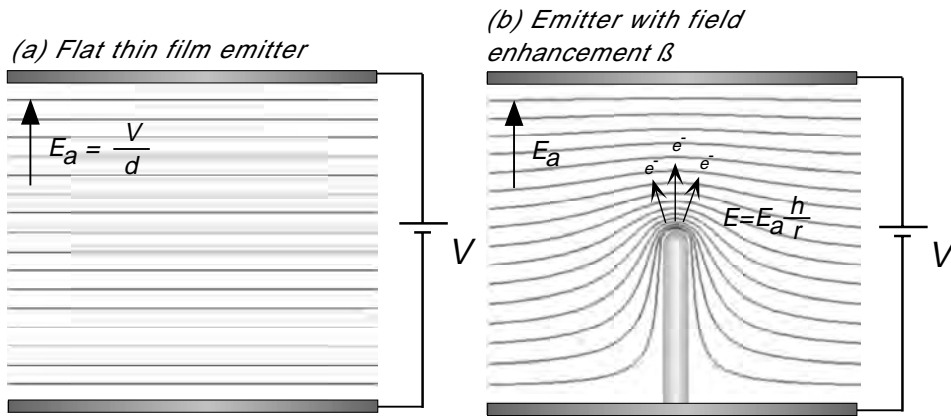 (a) Flat thin film emitter
E_a = V/d
V
(b) Emitter with field
enhancement ß
E_a
e⁻ e⁻ e⁻
E=E_a h/r
V